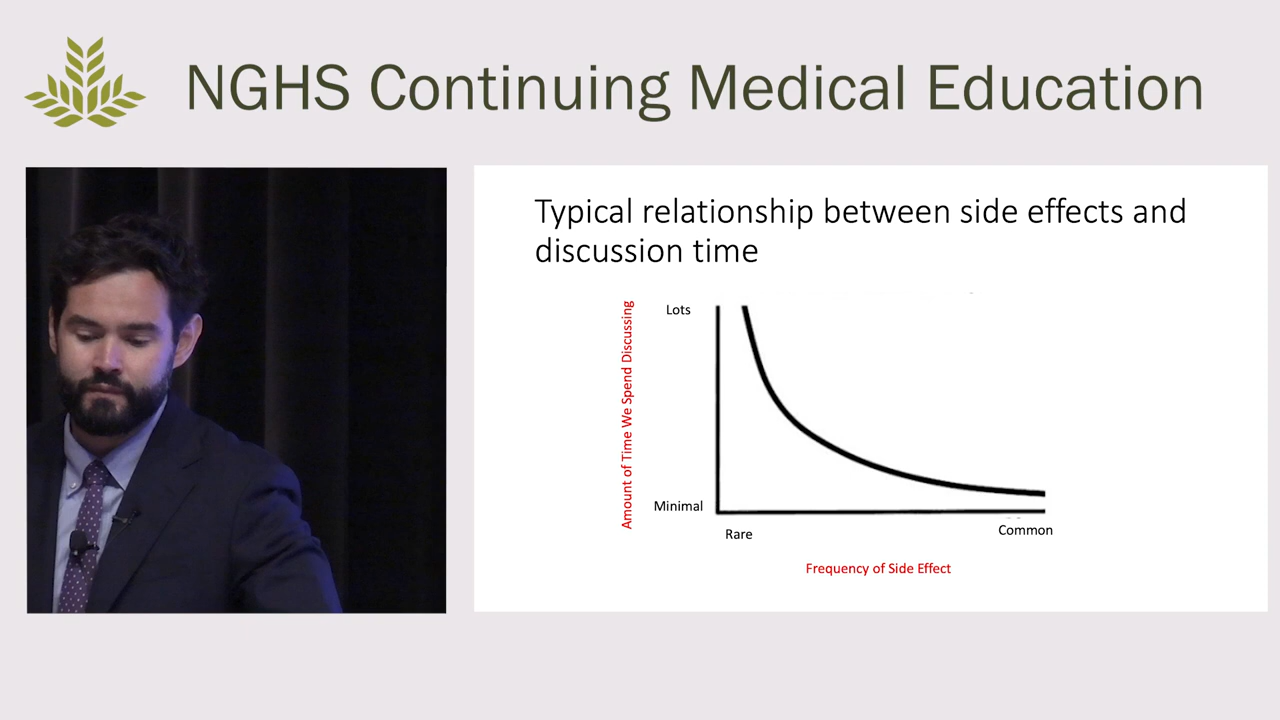 NGHS Continuing Medical Education
Typical relationship between side effects and
discussion time
Amount of Time We Spend Discussing
Lots
Minimal
Rare
Common
Frequency of Side Effect